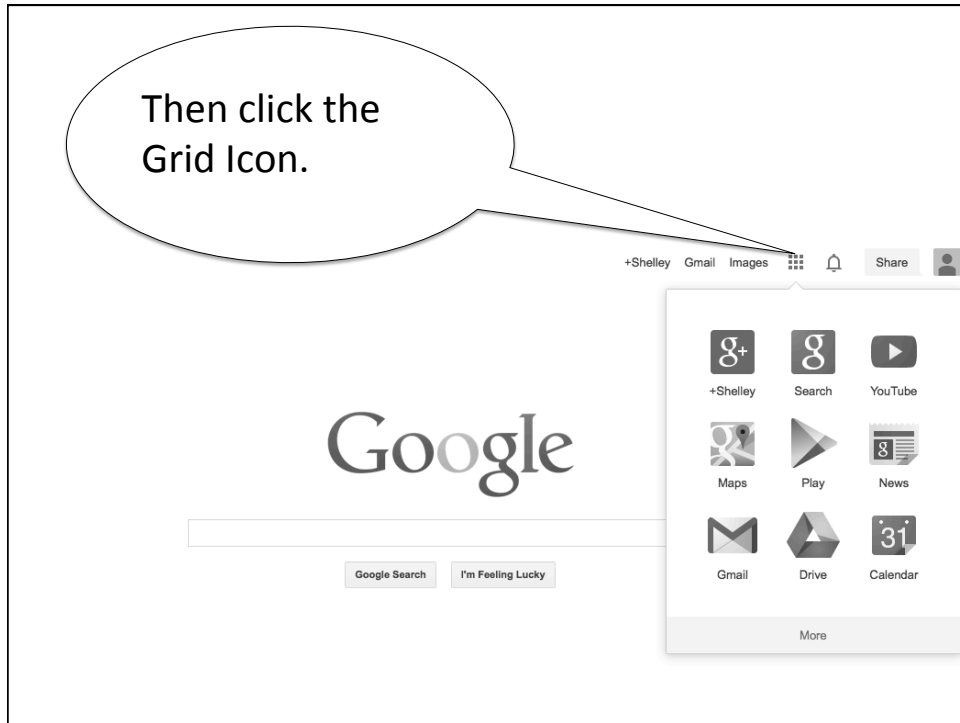 Then click the
Grid Icon.
+Shelley Gmail Images Share
g+ g
+Shelley Search YouTube
Google
g
Maps Play News
31
Gmail Drive Calendar
Google Search I'm Feeling Lucky
More